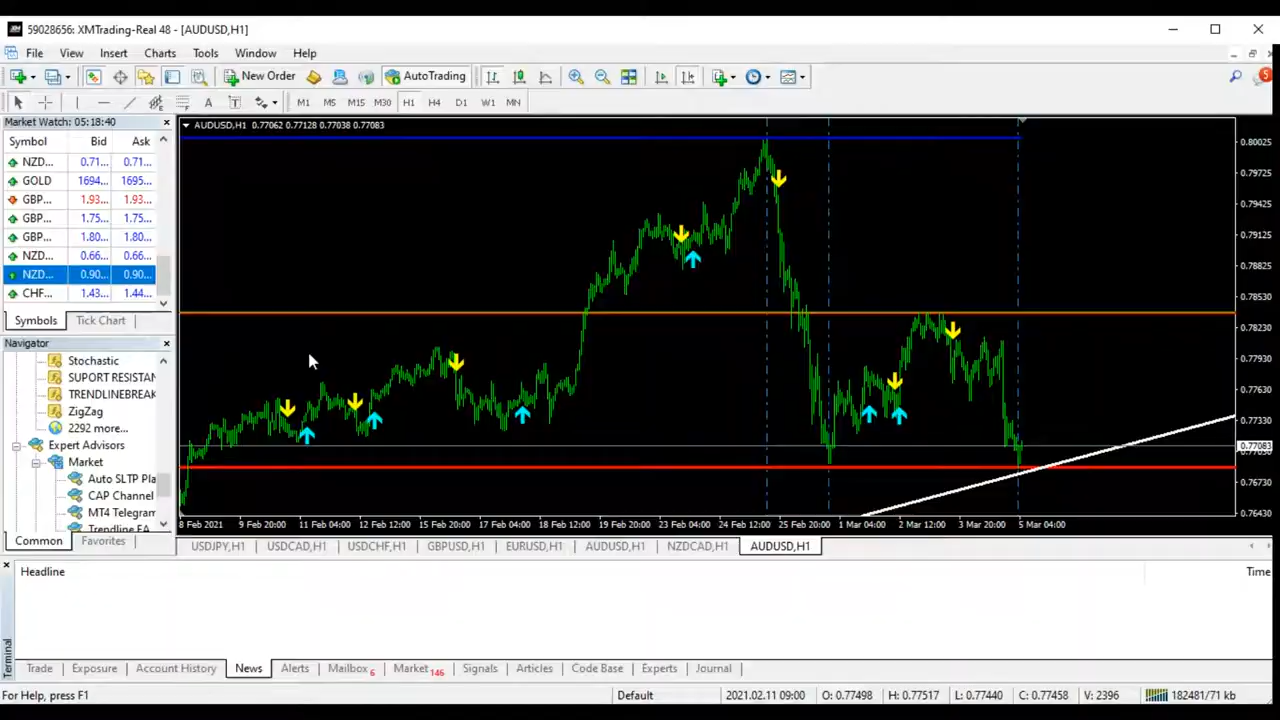 59028656: XMTrading-Real 48 - [AUDUSD,H1]
File View Insert Charts Tools Window Help
New Order AutoTrading 5
A T M1 M5 M15 M30 H1 H4 D1 W1 MN
Market Watch: 05:18:40
Symbol Bid Ask
NZD... 0.71... 0.71...
GOLD 1694... 1695...
GBP... 1.93... 1.93...
GBP... 1.75... 1.75...
GBP... 1.80... 1.80...
NZD... 0.66... 0.66...
NZD... 0.90... 0.90...
CHF... 1.43... 1.44...
Symbols Tick Chart
Navigator
Stochastic
SUPORT RESISTAN
TRENDLINEBREAK
ZigZag
2292 more...
Expert Advisors
Market
Auto SLTP Pla
CAP Channel
MT4 Telegram
Trendline EA
Common Favorites
AUDUSD,H1 0.77062 0.77128 0.77038 0.77083
0.80025
0.79725
0.79425
0.79125
0.78825
0.78530
0.78230
0.77930
0.77630
0.77330
0.77083
0.76730
0.76430
8 Feb 2021 9 Feb 20:00 11 Feb 04:00 12 Feb 12:00 15 Feb 20:00 17 Feb 04:00 18 Feb 12:00 19 Feb 20:00 23 Feb 04:00 24 Feb 12:00 25 Feb 20:00 1 Mar 04:00 2 Mar 12:00 3 Mar 20:00 5 Mar 04:00
USDJPY,H1 USDCAD,H1 USDCHF,H1 GBPUSD,H1 EURUSD,H1 AUDUSD,H1 NZDCAD,H1 AUDUSD,H1
Headline Time
Terminal
Trade Exposure Account History News Alerts Mailbox 6 Market 146 Signals Articles Code Base Experts Journal
For Help, press F1 Default 2021.02.11 09:00 O: 0.77498 H: 0.77517 L: 0.77440 C: 0.77458 V: 2396 182481/71 kb